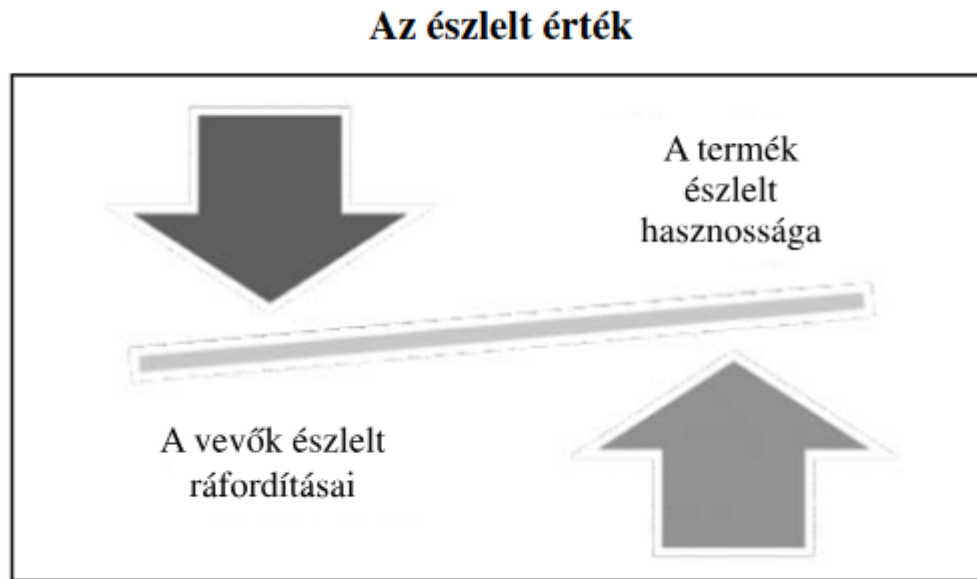 Az észlelt érték
A termék
észlelt
hasznossága
A vevők észlelt
ráfordításai